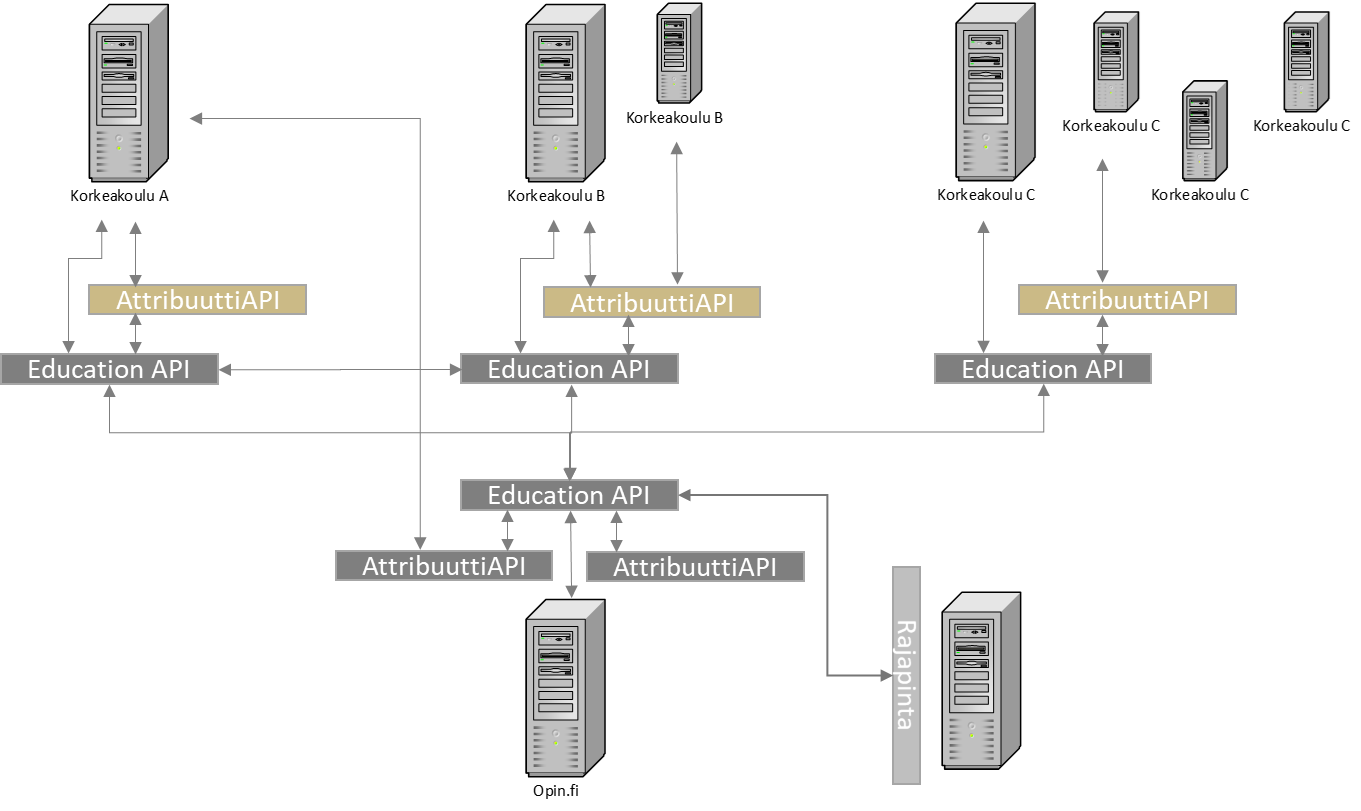 Korkeakoulu A
Korkeakoulu B
Korkeakoulu B
Korkeakoulu C
Korkeakoulu C
Korkeakoulu C
Korkeakoulu C
AttribuuttiAPI
AttribuuttiAPI
AttribuuttiAPI
Education API
Education API
Education API
Education API
AttribuuttiAPI
AttribuuttiAPI
Rajapinta
Opin.fi